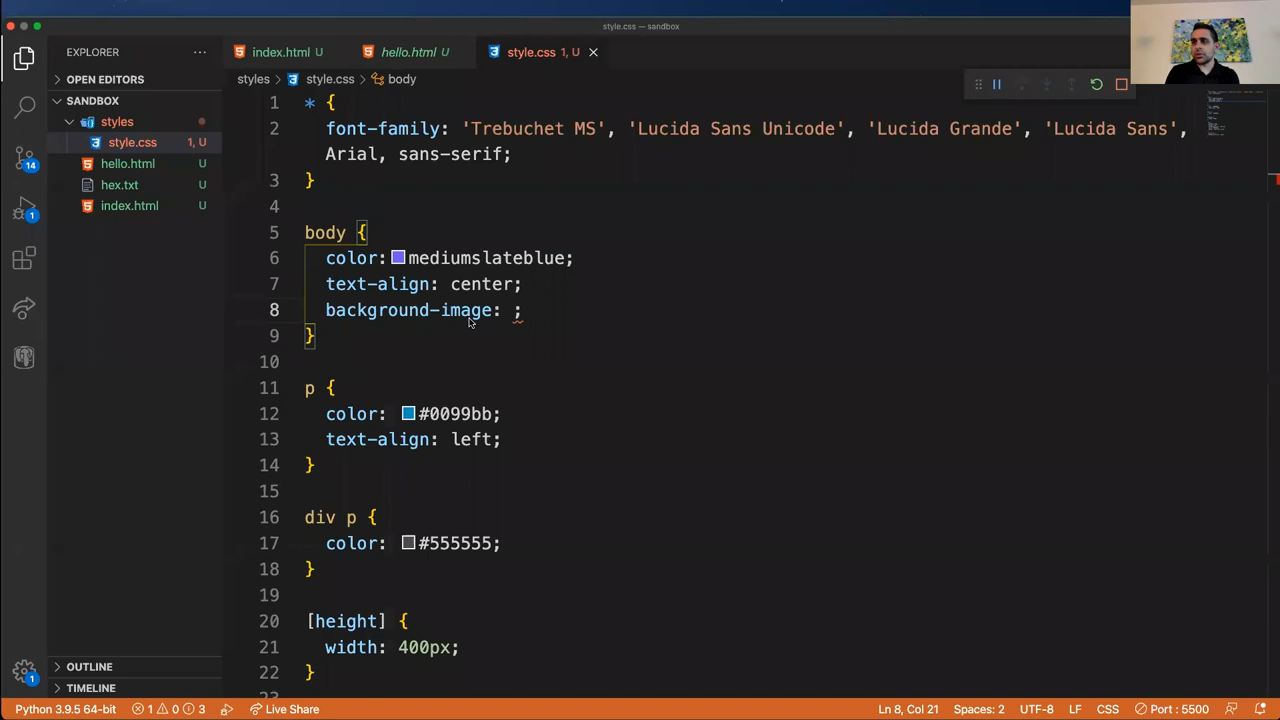 style.css — sandbox
EXPLORER ...
index.html U
hello.html U
style.css 1, U
OPEN EDITORS
styles > style.css > body
SANDBOX
styles
style.css 1, U
hello.html U
hex.txt U
index.html U
14
1
1 * {
2 font-family: 'Trebuchet MS', 'Lucida Sans Unicode', 'Lucida Grande', 'Lucida Sans',
Arial, sans-serif;
3 }
4
5 body {
6 color: mediumslateblue;
7 text-align: center;
8 background-image: ;
9 }
10
11 p {
12 color: #0099bb;
13 text-align: left;
14 }
15
16 div p {
17 color: #555555;
18 }
19
20 [height] {
21 width: 400px;
22 }
OUTLINE
TIMELINE
1
Python 3.9.5 64-bit 1 0 3 Live Share Ln 8, Col 21 Spaces: 2 UTF-8 LF CSS Port : 5500